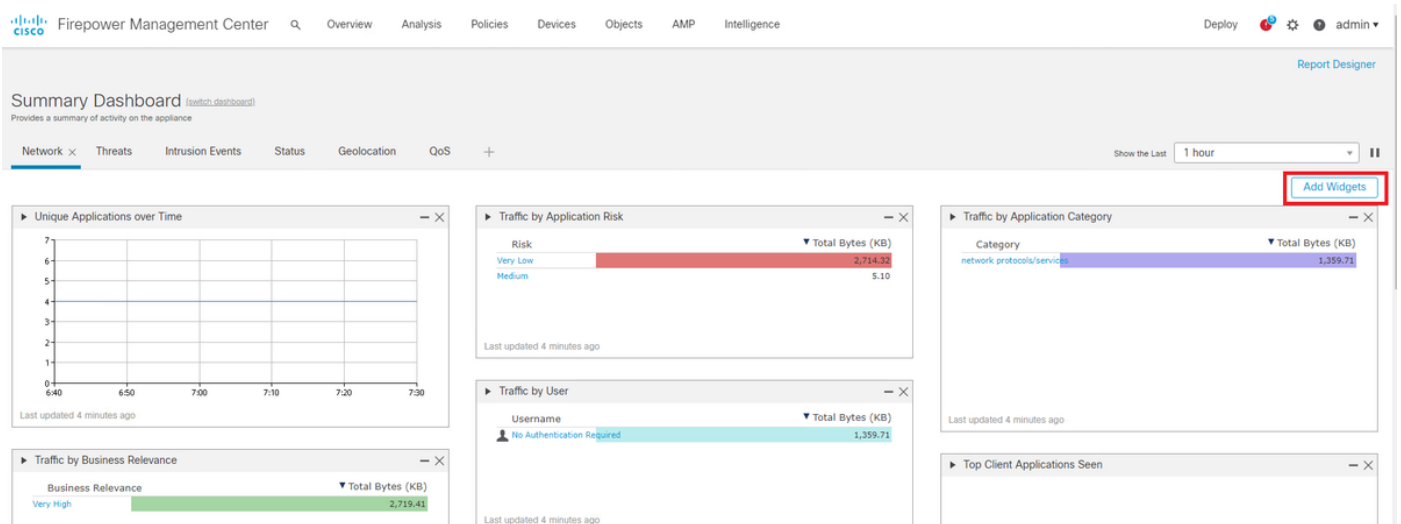 cisco Firepower Management Center Overview Analysis Policies Devices Objects AMP Intelligence Deploy 5 admin
Report Designer
Summary Dashboard (switch dashboard)
Provides a summary of activity on the appliance
Network Threats Intrusion Events Status Geolocation QoS Show the Last 1 hour
Add Widgets
Unique Applications over Time
7
6
5
4
3
2
1
0
6:40 6:50 7:00 7:10 7:20 7:30
Last updated 4 minutes ago
Traffic by Business Relevance
Business Relevance Total Bytes (KB)
Very High 2,719.41
Traffic by Application Risk
Risk Total Bytes (KB)
Very Low 2,714.32
Medium 5.10
Last updated 4 minutes ago
Traffic by User
Username Total Bytes (KB)
No Authentication Required 1,359.71
Last updated 4 minutes ago
Traffic by Application Category
Category Total Bytes (KB)
network protocols/services 1,359.71
Last updated 4 minutes ago
Top Client Applications Seen